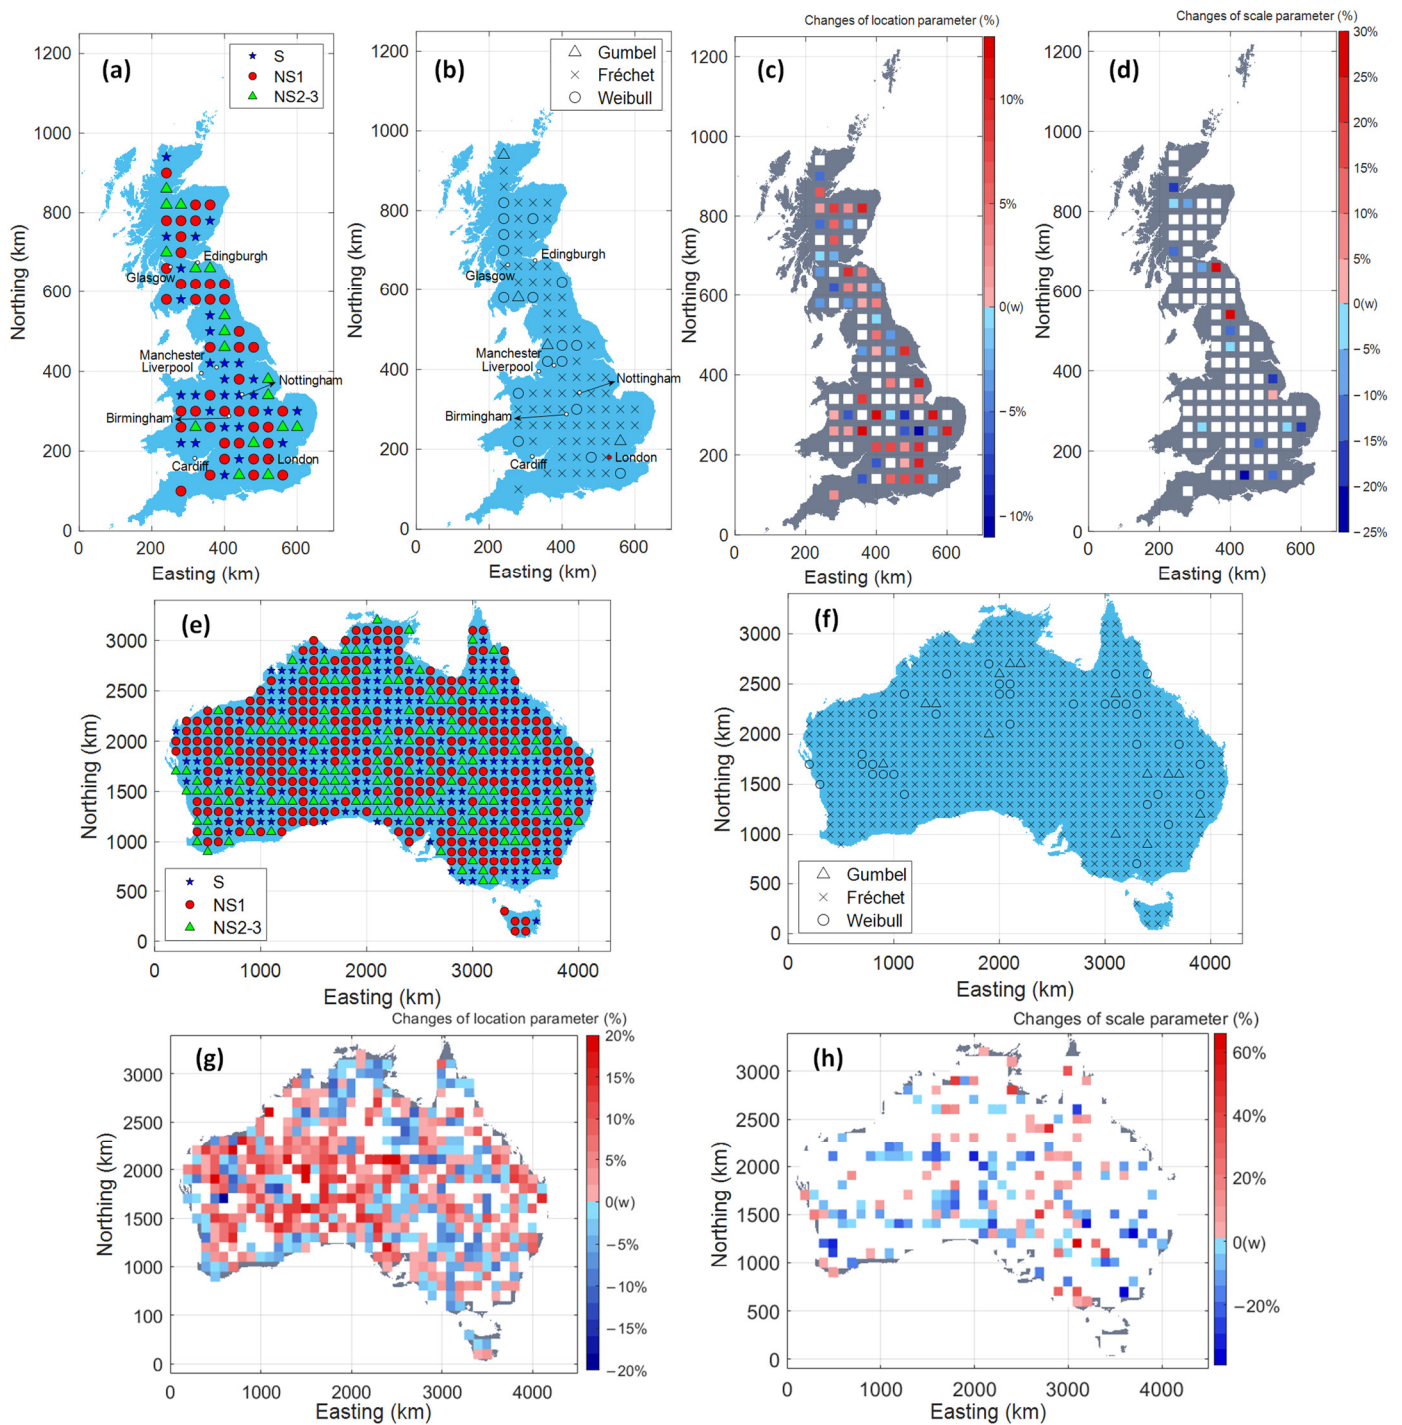 Changes of location parameter (%)
Changes of scale parameter (%)
(a)
S
NS1
NS2-3
1200
1000
800
600
400
200
0
Northing (km)
Edingburgh
Glasgow
Manchester
Liverpool
Nottingham
Birmingham
Cardiff
London
0 200 400 600
Easting (km)
(b)
Gumbel
Fréchet
Weibull
1200
1000
800
600
400
200
0
Northing (km)
Edingburgh
Glasgow
Manchester
Liverpool
Nottingham
Birmingham
Cardiff
London
0 200 400 600
Easting (km)
(c)
1200
1000
800
600
400
200
0
Northing (km)
0 200 400 600
Easting (km)
10%
5%
0(w)
−5%
−10%
(d)
1200
1000
800
600
400
200
0
Northing (km)
0 200 400 600
Easting (km)
30%
25%
20%
15%
10%
5%
0(w)
−5%
−10%
−15%
−20%
−25%
(e)
3000
2500
2000
1500
1000
500
0
Northing (km)
S
NS1
NS2-3
0 1000 2000 3000 4000
Easting (km)
(f)
3000
2500
2000
1500
1000
500
0
Northing (km)
Gumbel
Fréchet
Weibull
0 1000 2000 3000 4000
Easting (km)
Changes of location parameter (%)
(g)
3000
2500
2000
1500
1000
100
0
Northing (km)
0 1000 2000 3000 4000
Easting (km)
20%
15%
10%
5%
0(w)
−5%
−10%
−15%
−20%
Changes of scale parameter (%)
(h)
3000
2500
2000
1500
1000
500
0
Northing (km)
0 1000 2000 3000 4000
Easting (km)
60%
40%
20%
0(w)
−20%